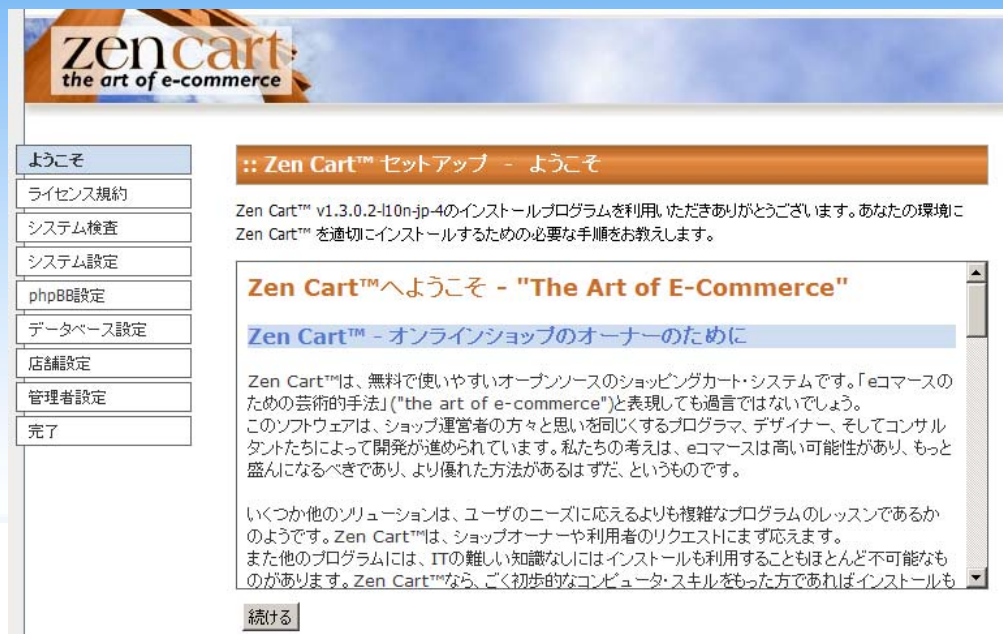 zencart
the art of e-commerce
ようこそ
ライセンス規約
システム検査
システム設定
phpBB設定
データベース設定
店舗設定
管理者設定
完了
:: Zen Cart™ セットアップ - ようこそ
Zen Cart™ v1.3.0.2-l10n-jp-4のインストールプログラムを利用いただきありがとうございます。あなたの環境に
Zen Cart™ を適切にインストールするための必要な手順をお教えします。
Zen Cart™へようこそ - "The Art of E-Commerce"
Zen Cart™ - オンラインショップのオーナーのために
Zen Cart™は、無料で使いやすいオープンソースのショッピングカート・システムです。「eコマースの
ための芸術的手法」("the art of e-commerce")と表現しても過言ではないでしょう。
このソフトウェアは、ショップ運営者の方々と思いを同じくするプログラマ、デザイナー、そしてコンサル
タントたちによって開発が進められています。私たちの考えは、eコマースは高い可能性があり、もっと
盛んになるべきであり、より優れた方法があるはずだ、というものです。
いくつか他のソリューションは、ユーザのニーズに応えるよりも複雑なプログラムのレッスンであるか
のようです。Zen Cart™は、ショップオーナーや利用者のリクエストにまず応えます。
また他のプログラムには、ITの難しい知識なしにはインストールも利用することもほとんど不可能なも
のがあります。Zen Cart™なら、ごく初歩的なコンピュータ・スキルをもった方であればインストールも
続ける